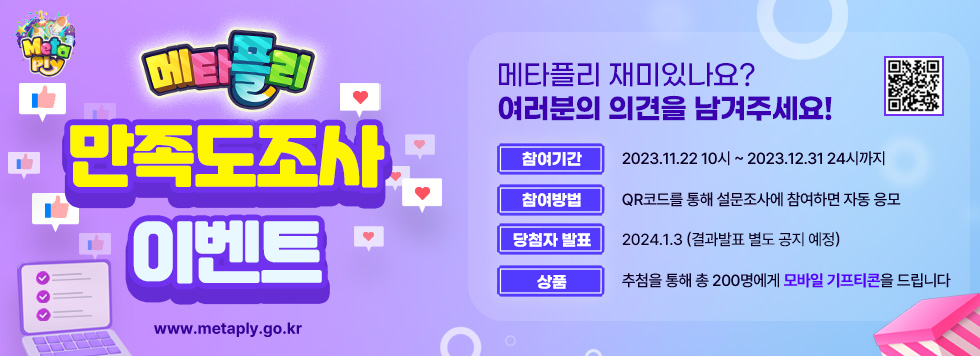 Meta
Ply
메타플리
만족도조사
이벤트
www.metaply.go.kr
메타플리 재미있나요?
여러분의 의견을 남겨주세요!
참여기간
2023.11.22 10시 ~ 2023.12.31 24시까지
참여방법
QR코드를 통해 설문조사에 참여하면 자동 응모
당첨자 발표
2024.1.3 (결과발표 별도 공지 예정)
상품
추첨을 통해 총 200명에게 모바일 기프티콘을 드립니다